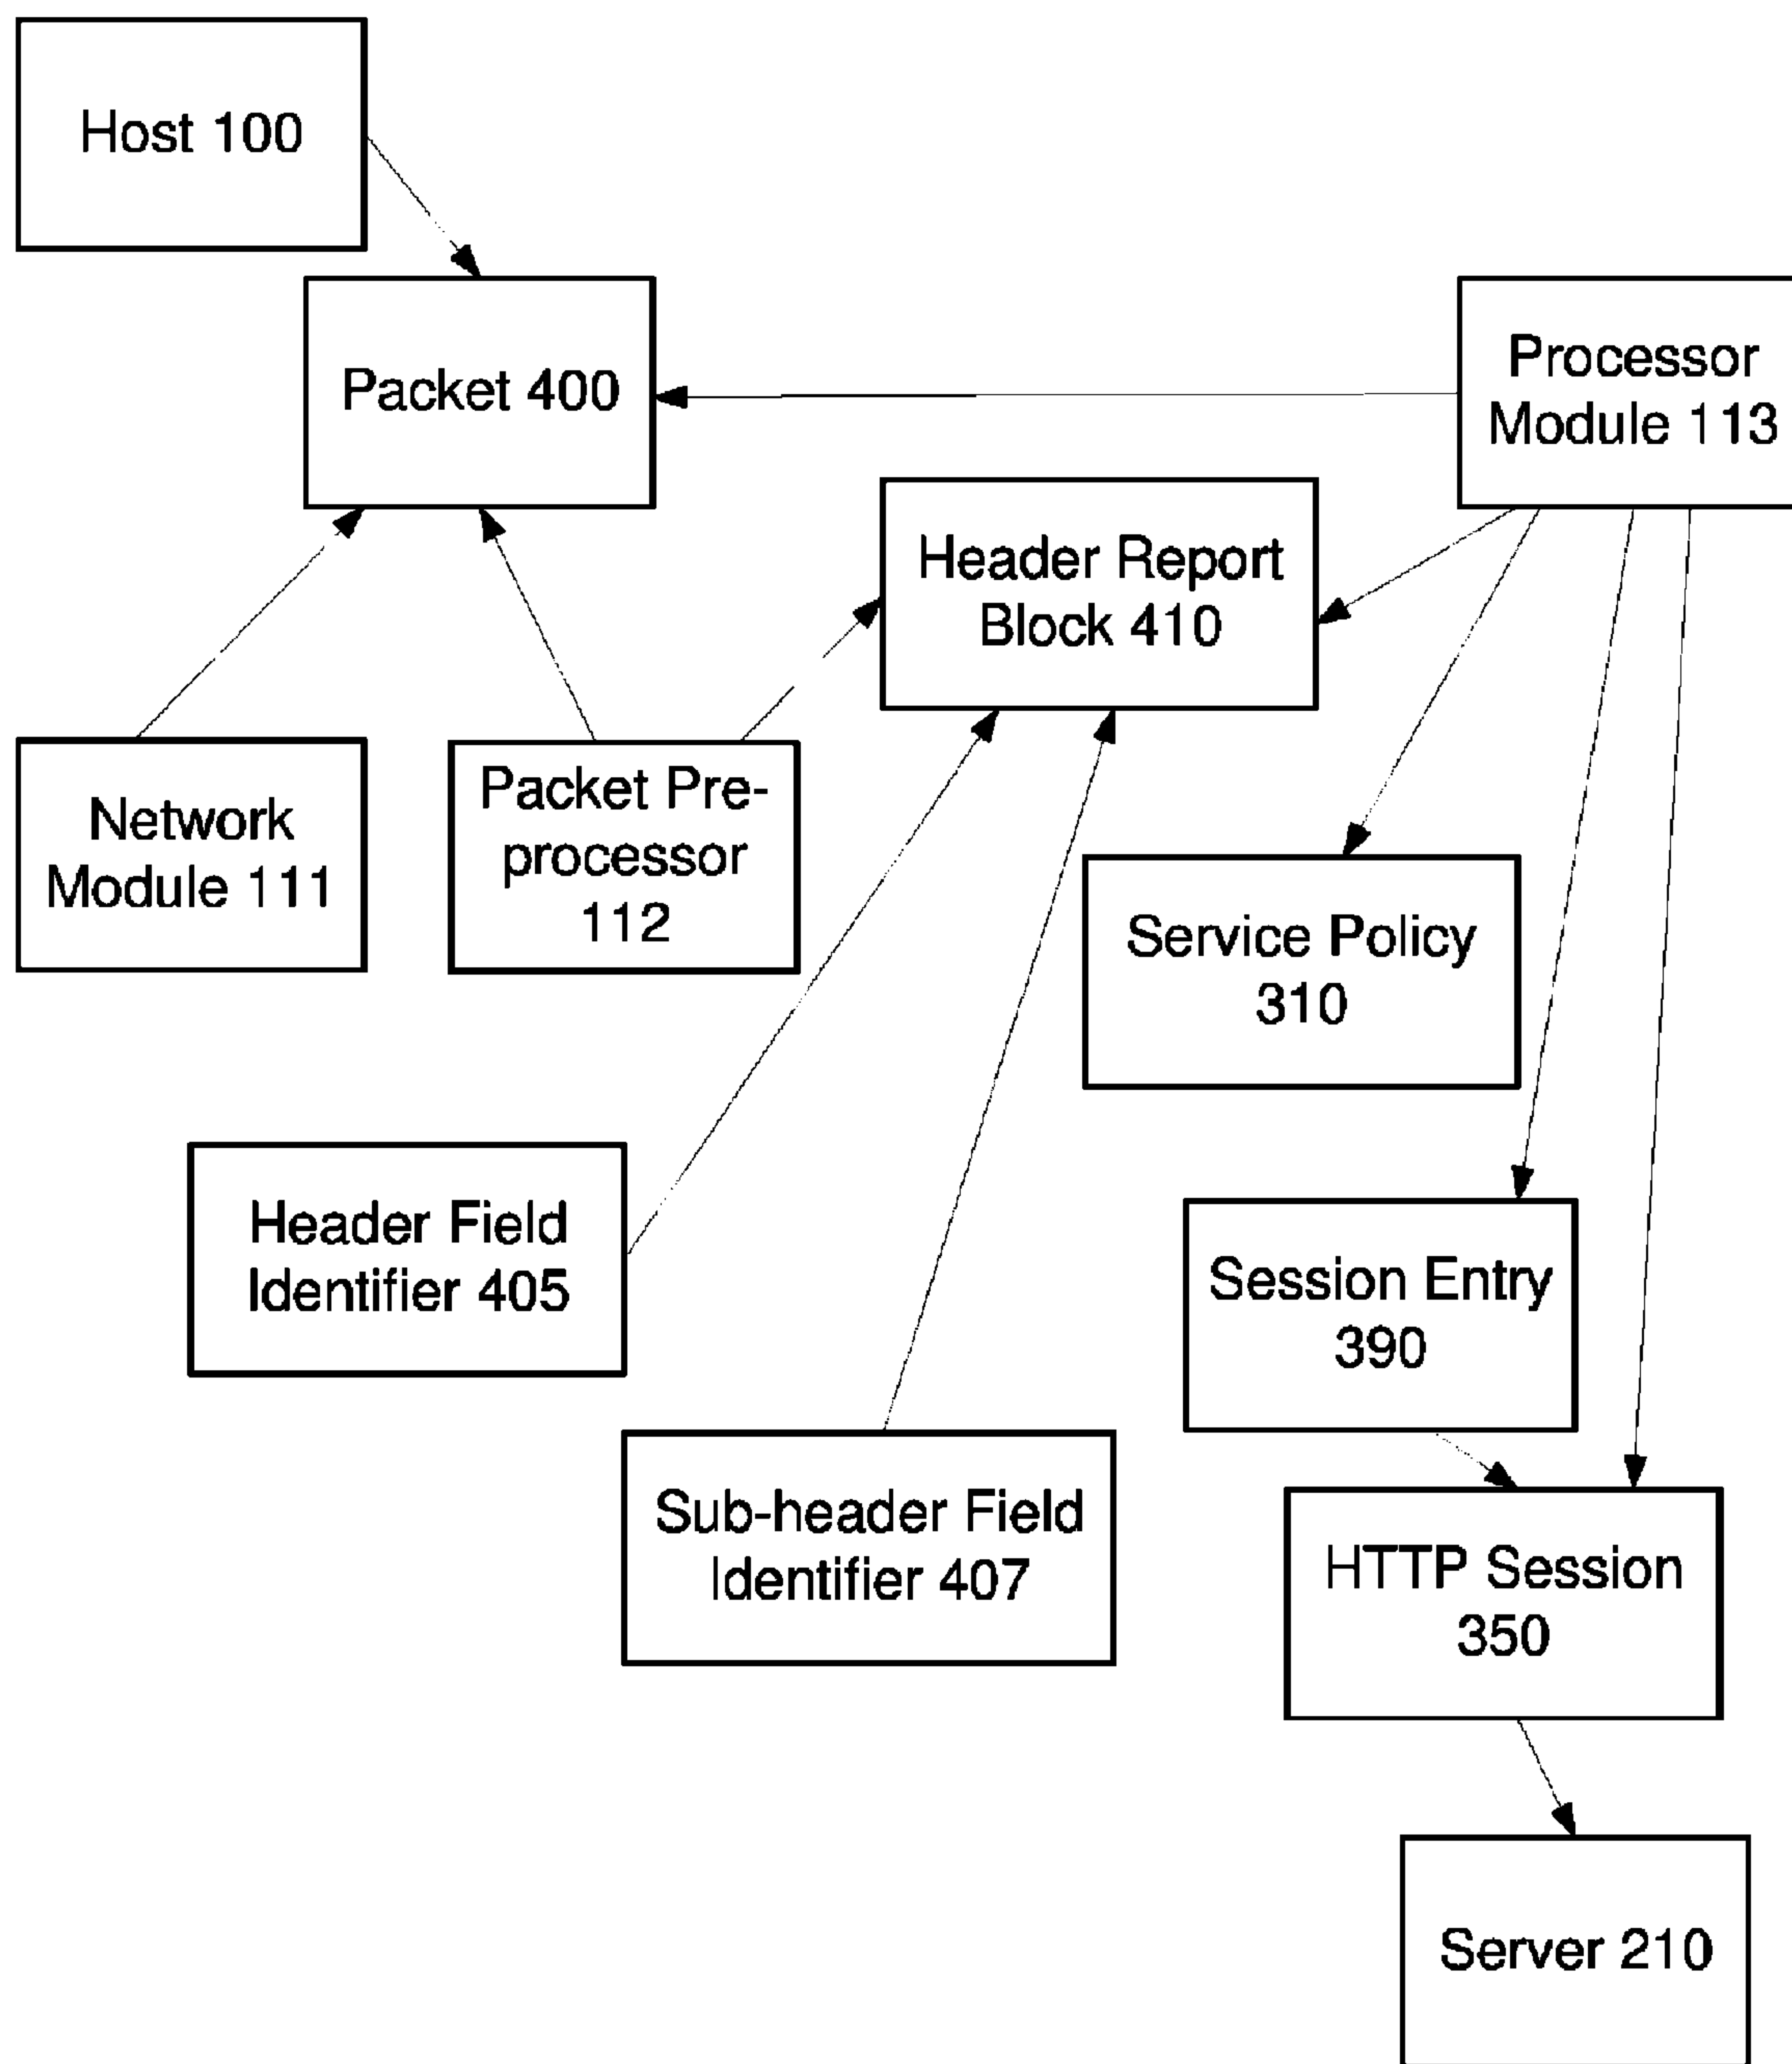 Host 100
Packet 400
Processor
Module 113
Header Report
Block 410
Network
Module 111
Packet Pre-
processor
112
Service Policy
310
Header Field
Identifier 405
Session Entry
390
Sub-header Field
Identifier 407
HTTP Session
350
Server 210